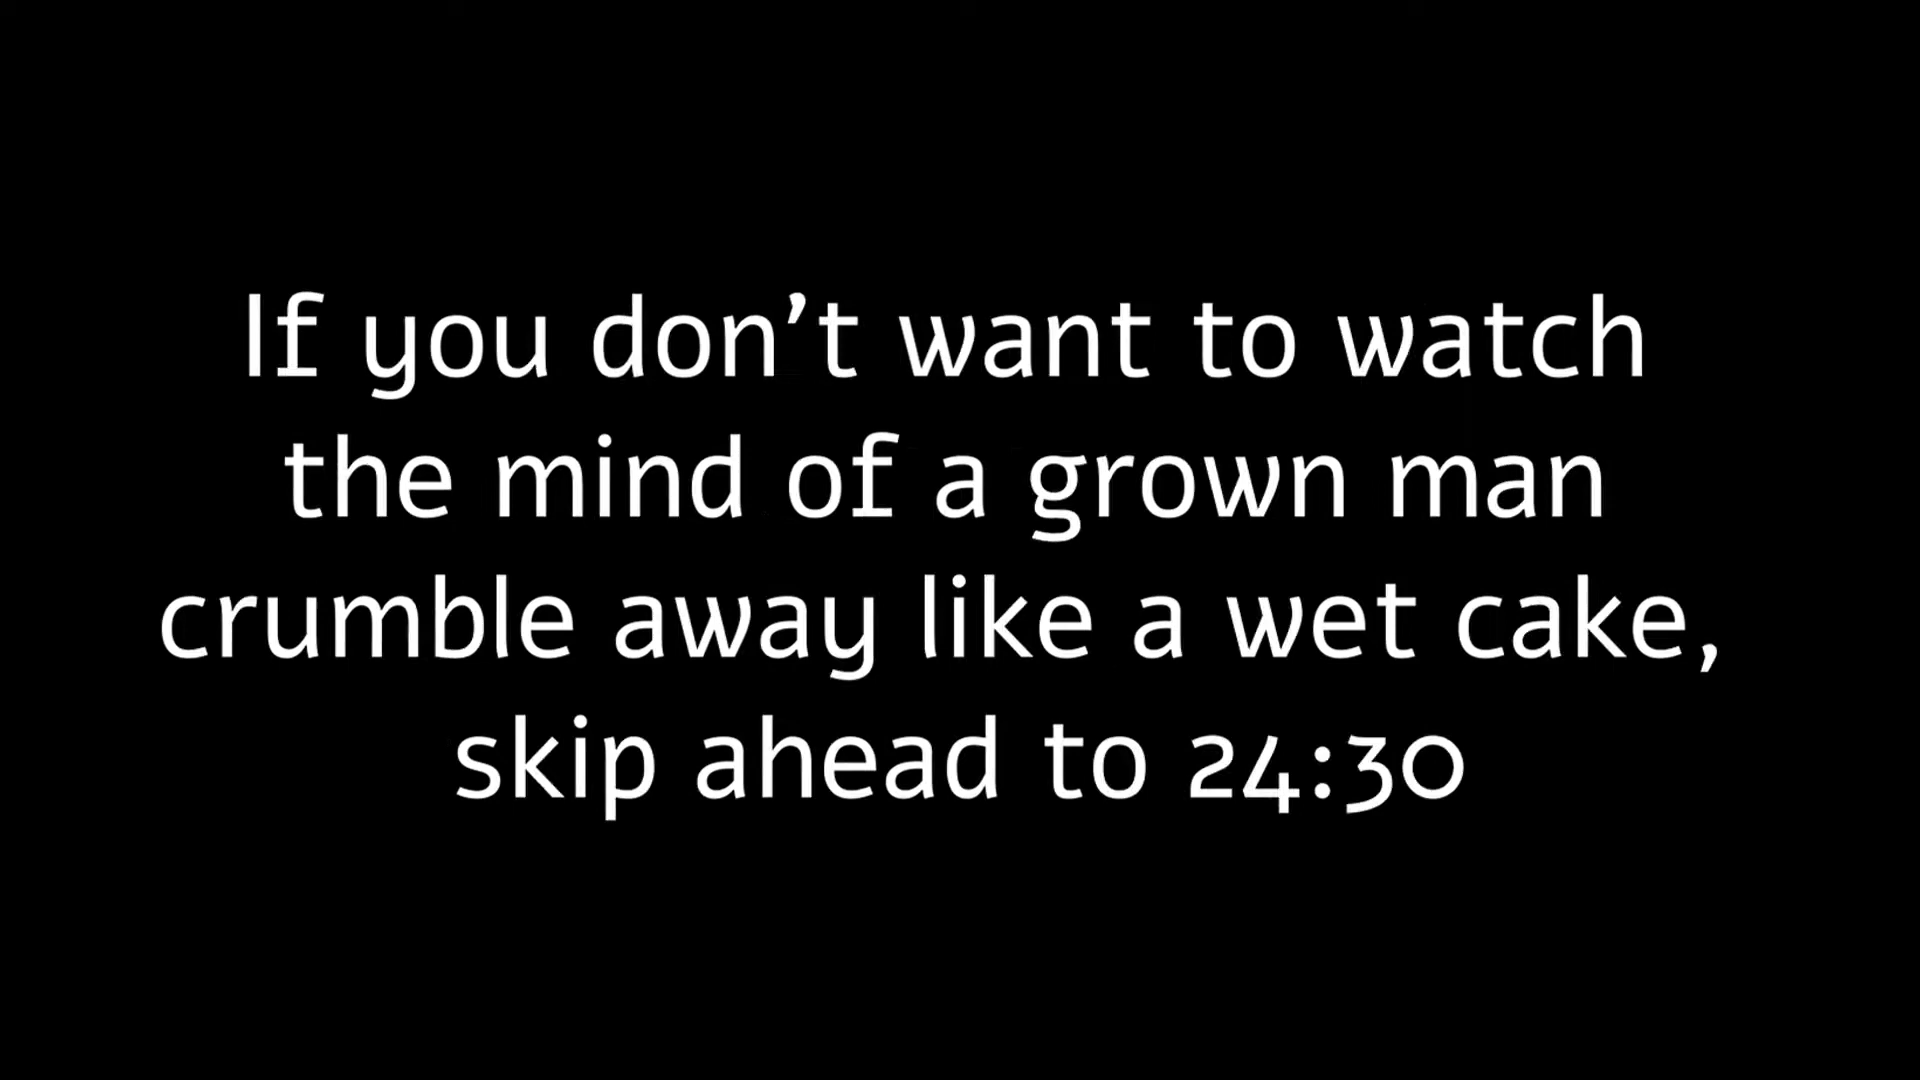 If you don’t want to watch
the mind of a grown man
crumble away like a wet cake,
skip ahead to 24:30